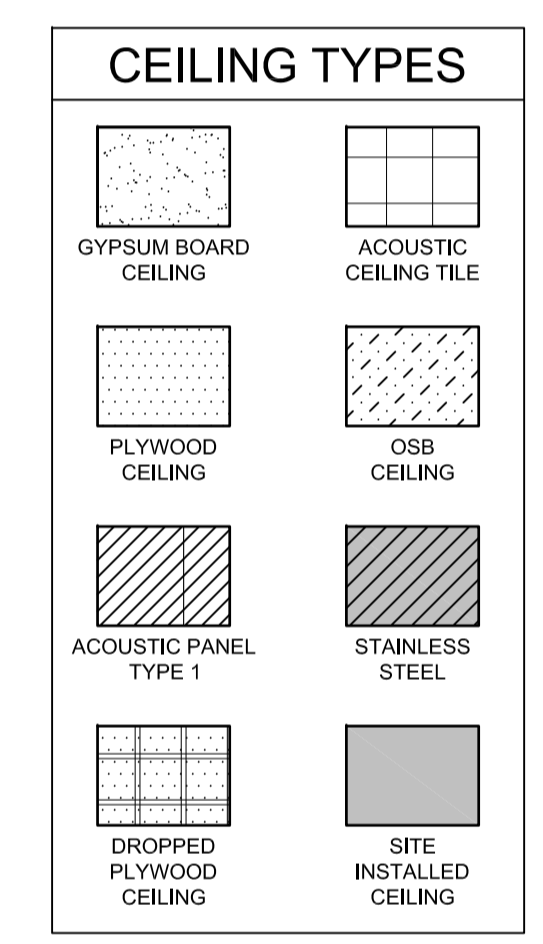 CEILING TYPES
GYPSUM BOARD
CEILING
ACOUSTIC
CEILING TILE
PLYWOOD
CEILING
OSB
CEILING
ACOUSTIC PANEL
TYPE 1
STAINLESS
STEEL
DROPPED
PLYWOOD
CEILING
SITE
INSTALLED
CEILING